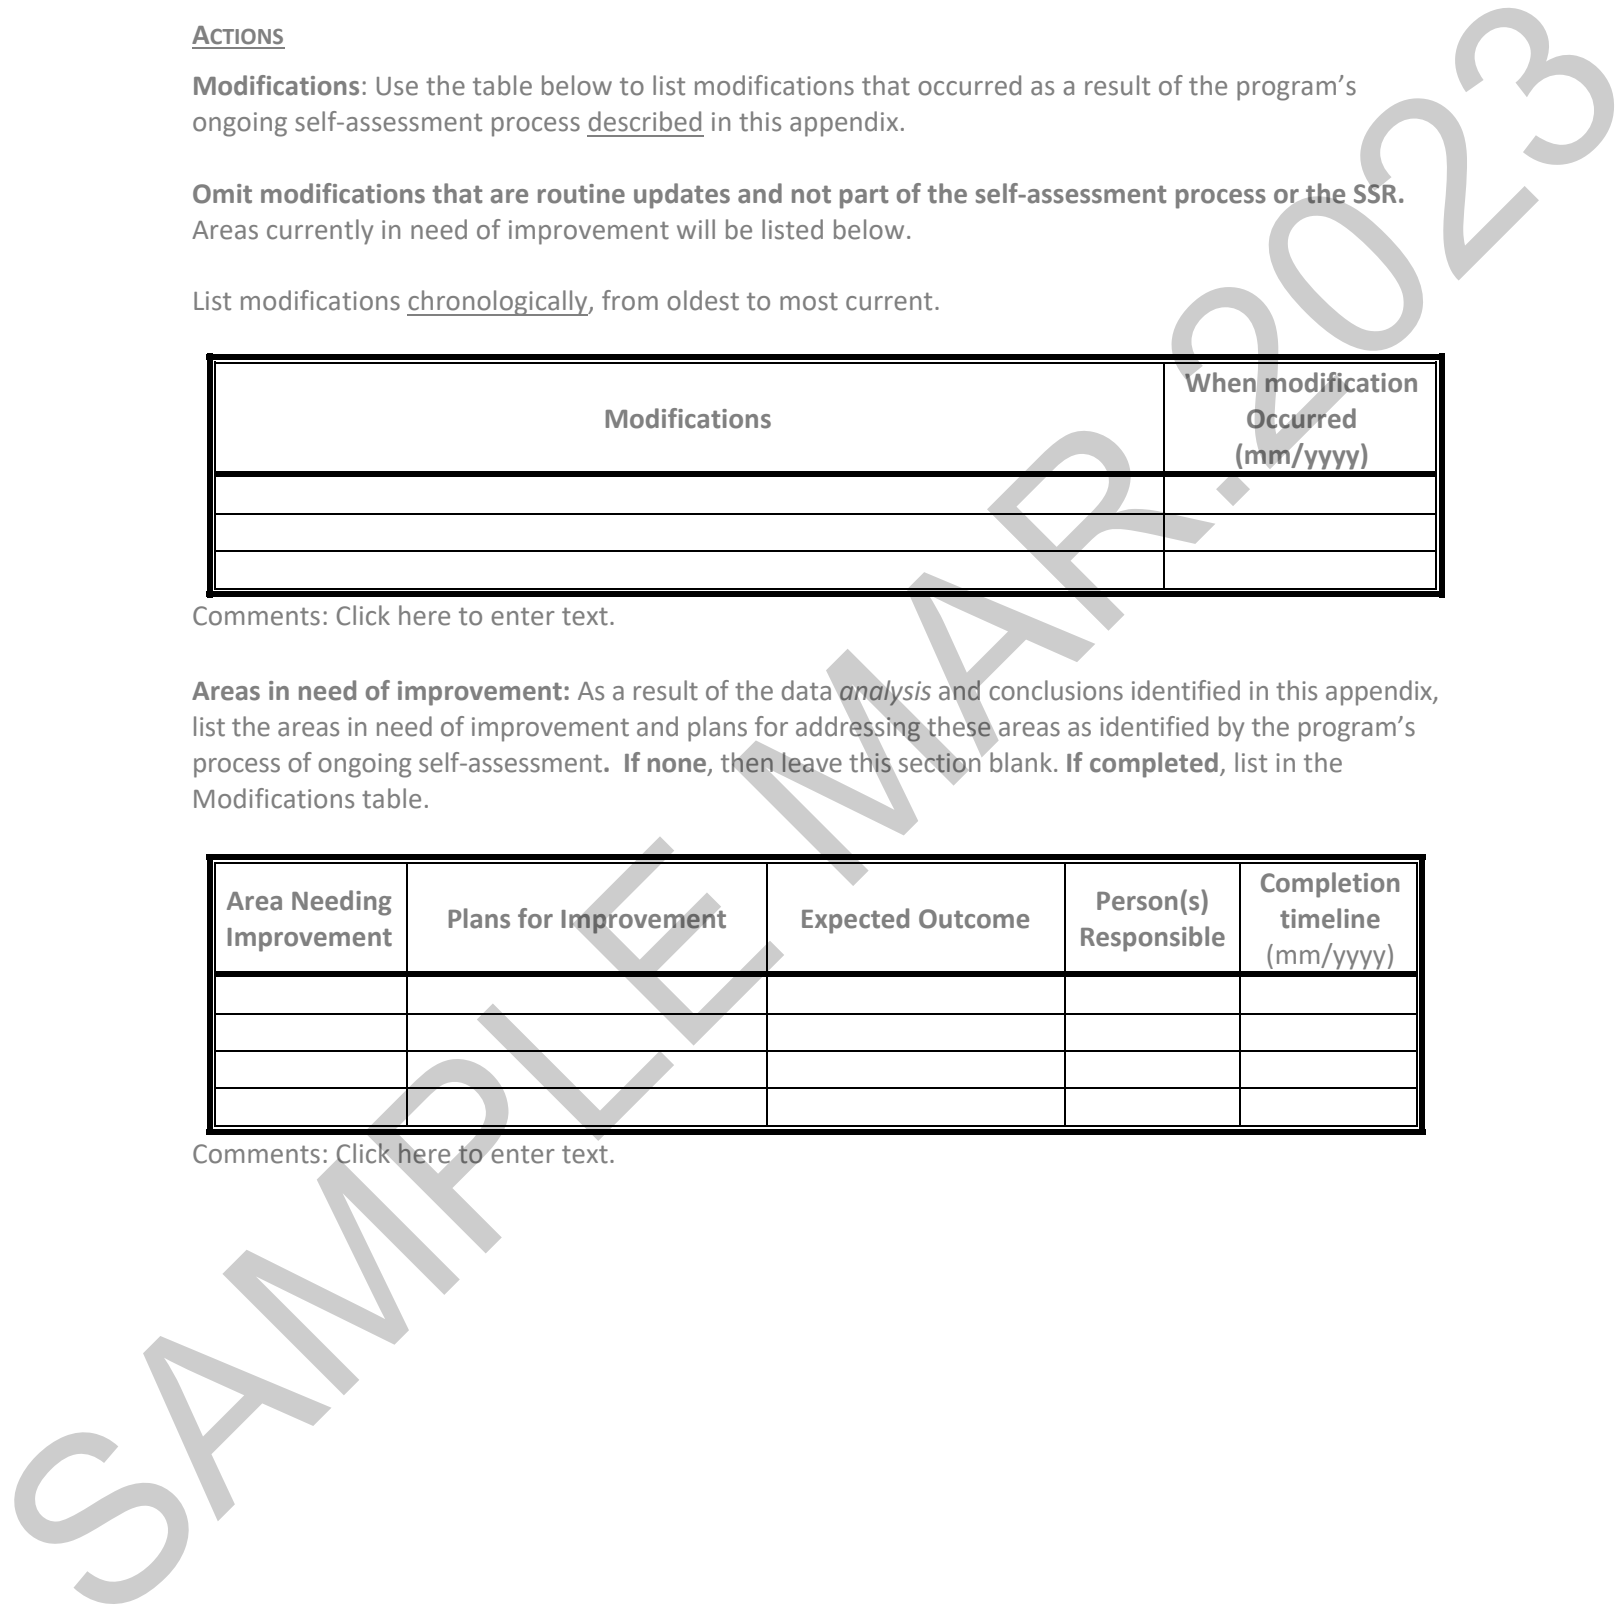 ACTIONS
Modifications: Use the table below to list modifications that occurred as a result of the program’s
ongoing self-assessment process described in this appendix.
Omit modifications that are routine updates and not part of the self-assessment process or the SSR.
Areas currently in need of improvement will be listed below.
List modifications chronologically, from oldest to most current.
Modifications
When modification
Occurred
(mm/yyyy)
Comments: Click here to enter text.
Areas in need of improvement: As a result of the data analysis and conclusions identified in this appendix,
list the areas in need of improvement and plans for addressing these areas as identified by the program’s
process of ongoing self-assessment.  If none, then leave this section blank. If completed, list in the
Modifications table.
Area Needing
Improvement
Plans for Improvement
Expected Outcome
Person(s)
Responsible
Completion
timeline
(mm/yyyy)
Comments: Click here to enter text.
SAMPLE MAR.2023